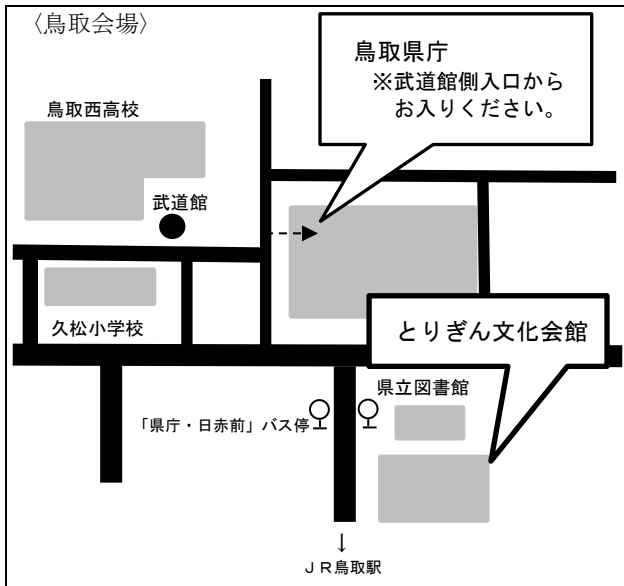 〈鳥取会場〉
鳥取県庁
※武道館側入口から
お入りください。
鳥取西高校
武道館
久松小学校
とりぎん文化会館
県立図書館
「県庁・日赤前」バス停
↓
ＪＲ鳥取駅